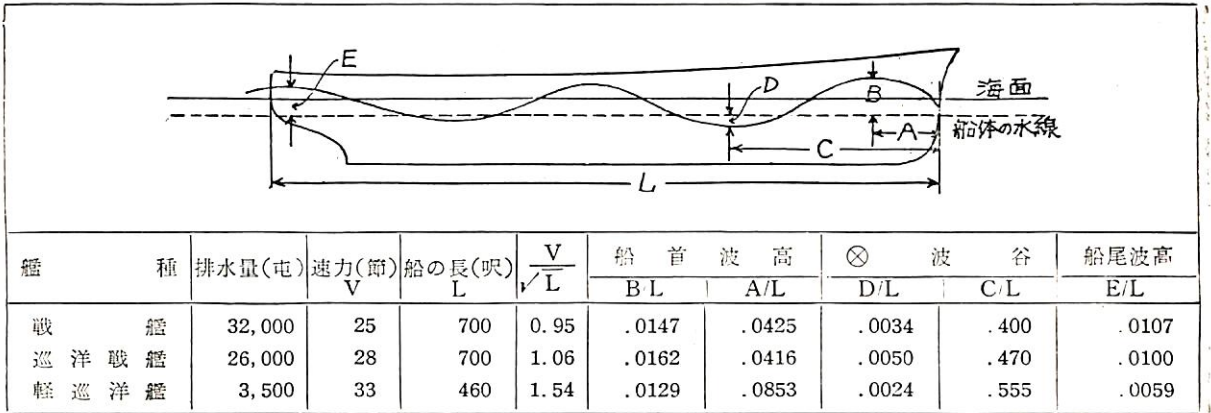 E
D
B
海面
A
船体の水線
C
L
艦種 排水量(屯) 速力(節) V 船の長(呎) L V/√L 船首波高 ⊗波谷 船尾波高
B/L A/L D/L C/L E/L
戦艦 32,000 25 700 0.95 .0147 .0425 .0034 .400 .0107
巡洋戦艦 26,000 28 700 1.06 .0162 .0416 .0050 .470 .0100
軽巡洋艦 3,500 33 460 1.54 .0129 .0853 .0024 .555 .0059